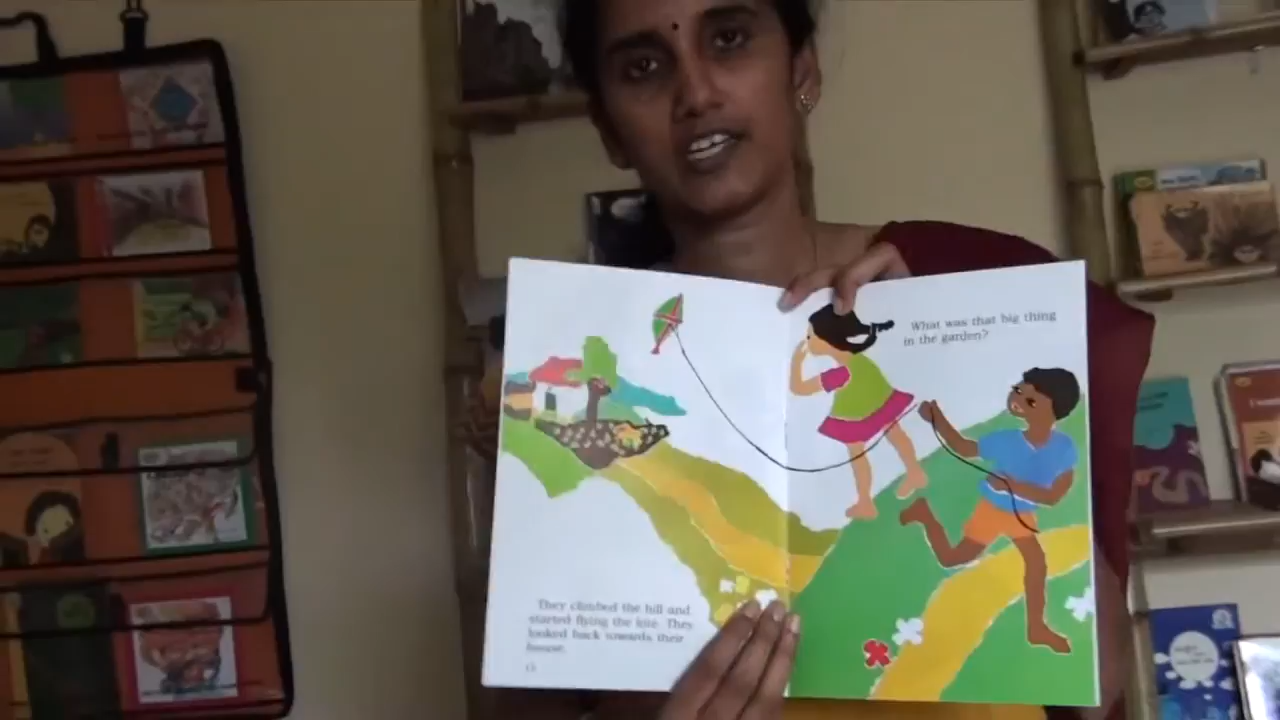 They climbed the hill and
started flying the kite. They
looked back towards their
house.
What was that big thing
in the garden?